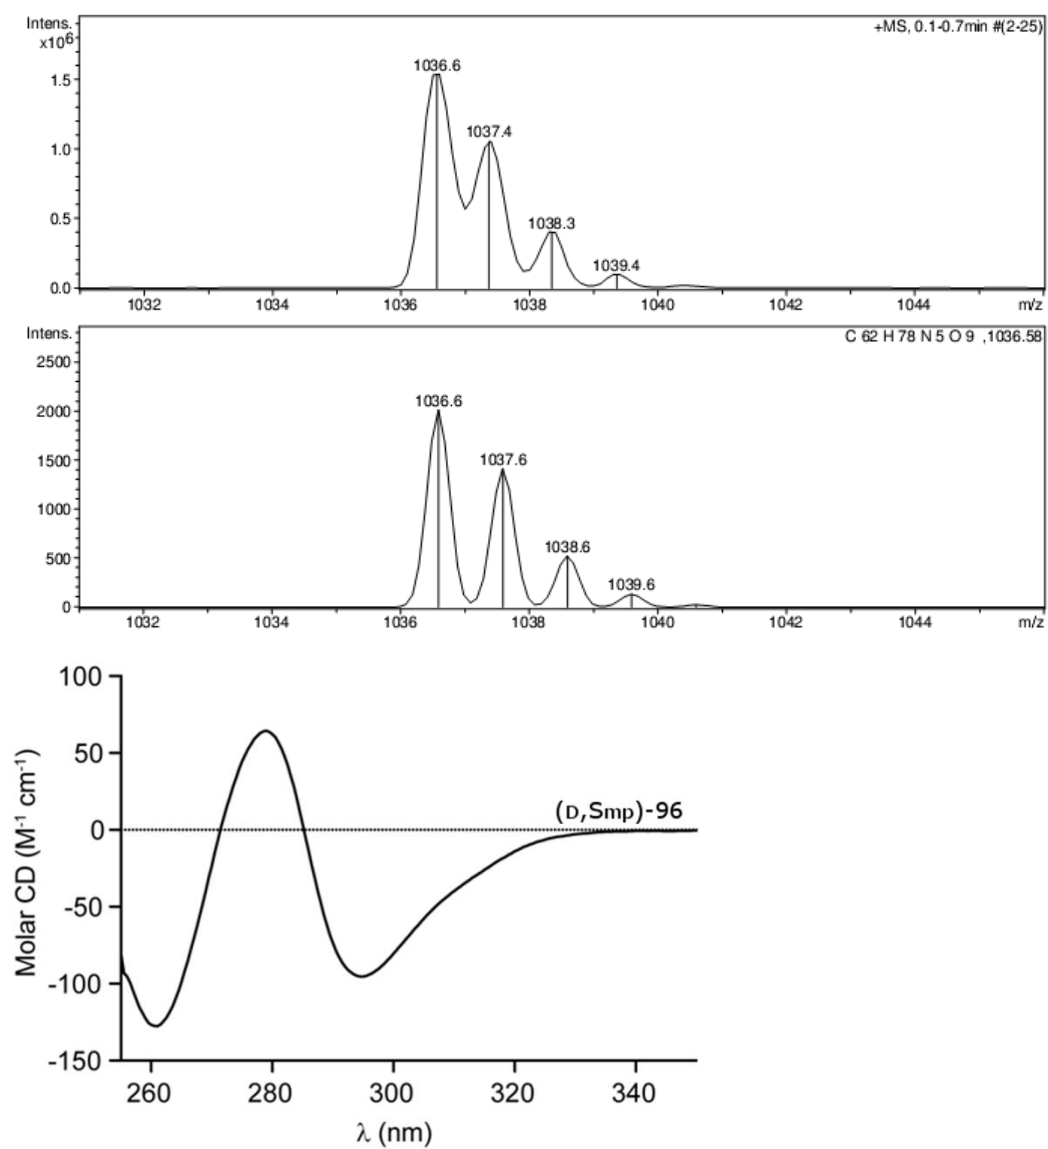 Intens.
x10⁶
+MS, 0.1-0.7min #(2-25)
1036.6
1.5
1037.4
1.0
0.5
1038.3
1039.4
0.0
1032 1034 1036 1038 1040 1042 1044 m/z
Intens.
C 62 H 78 N 5 O 9 ,1036.58
2500
1036.6
2000
1037.6
1500
1000
1038.6
500
1039.6
0
1032 1034 1036 1038 1040 1042 1044 m/z
100
50
(D,Smp)-96
0
-50
-100
-150
Molar CD (M⁻¹ cm⁻¹)
260 280 300 320 340
λ (nm)